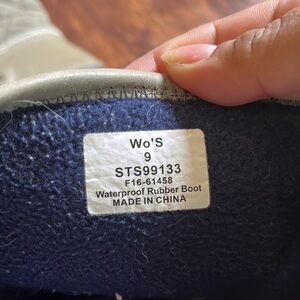 Wo'S
9
STS99133
F16-61458
Waterproof Rubber Boot
MADE IN CHINA